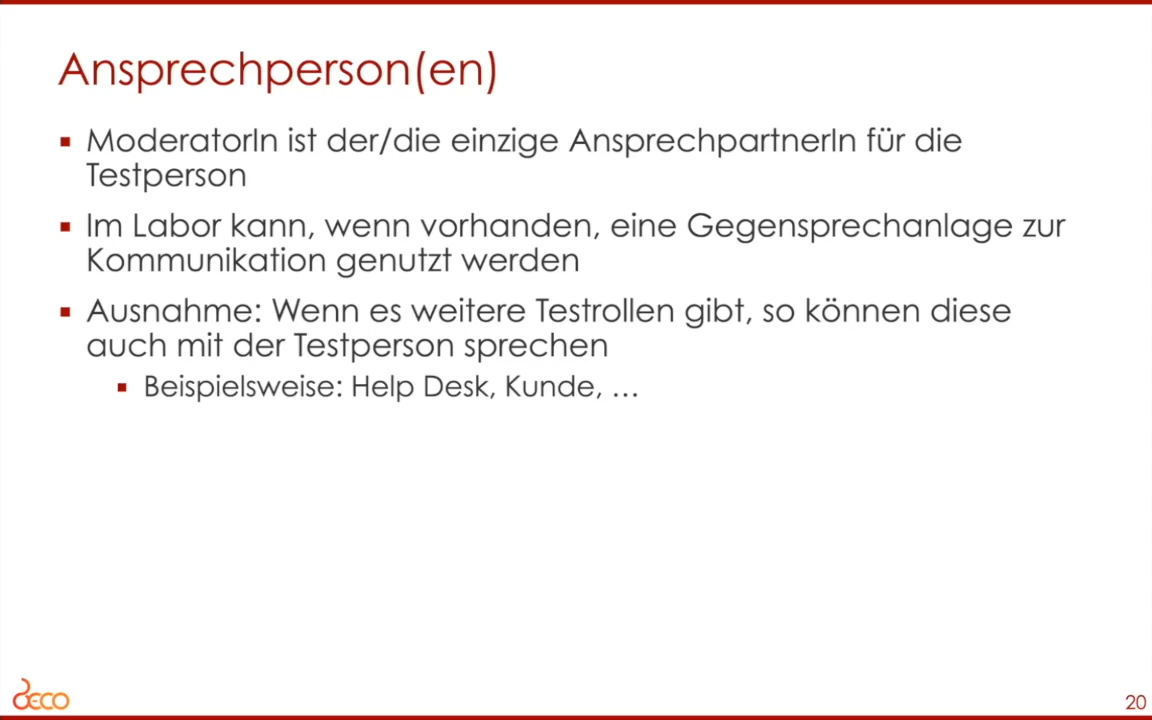 Ansprechperson(en)
▪ ModeratorIn ist der/die einzige AnsprechpartnerIn für die
Testperson
▪ Im Labor kann, wenn vorhanden, eine Gegensprechanlage zur
Kommunikation genutzt werden
▪ Ausnahme: Wenn es weitere Testrollen gibt, so können diese
auch mit der Testperson sprechen
▪ Beispielsweise: Help Desk, Kunde, …
DECO
20